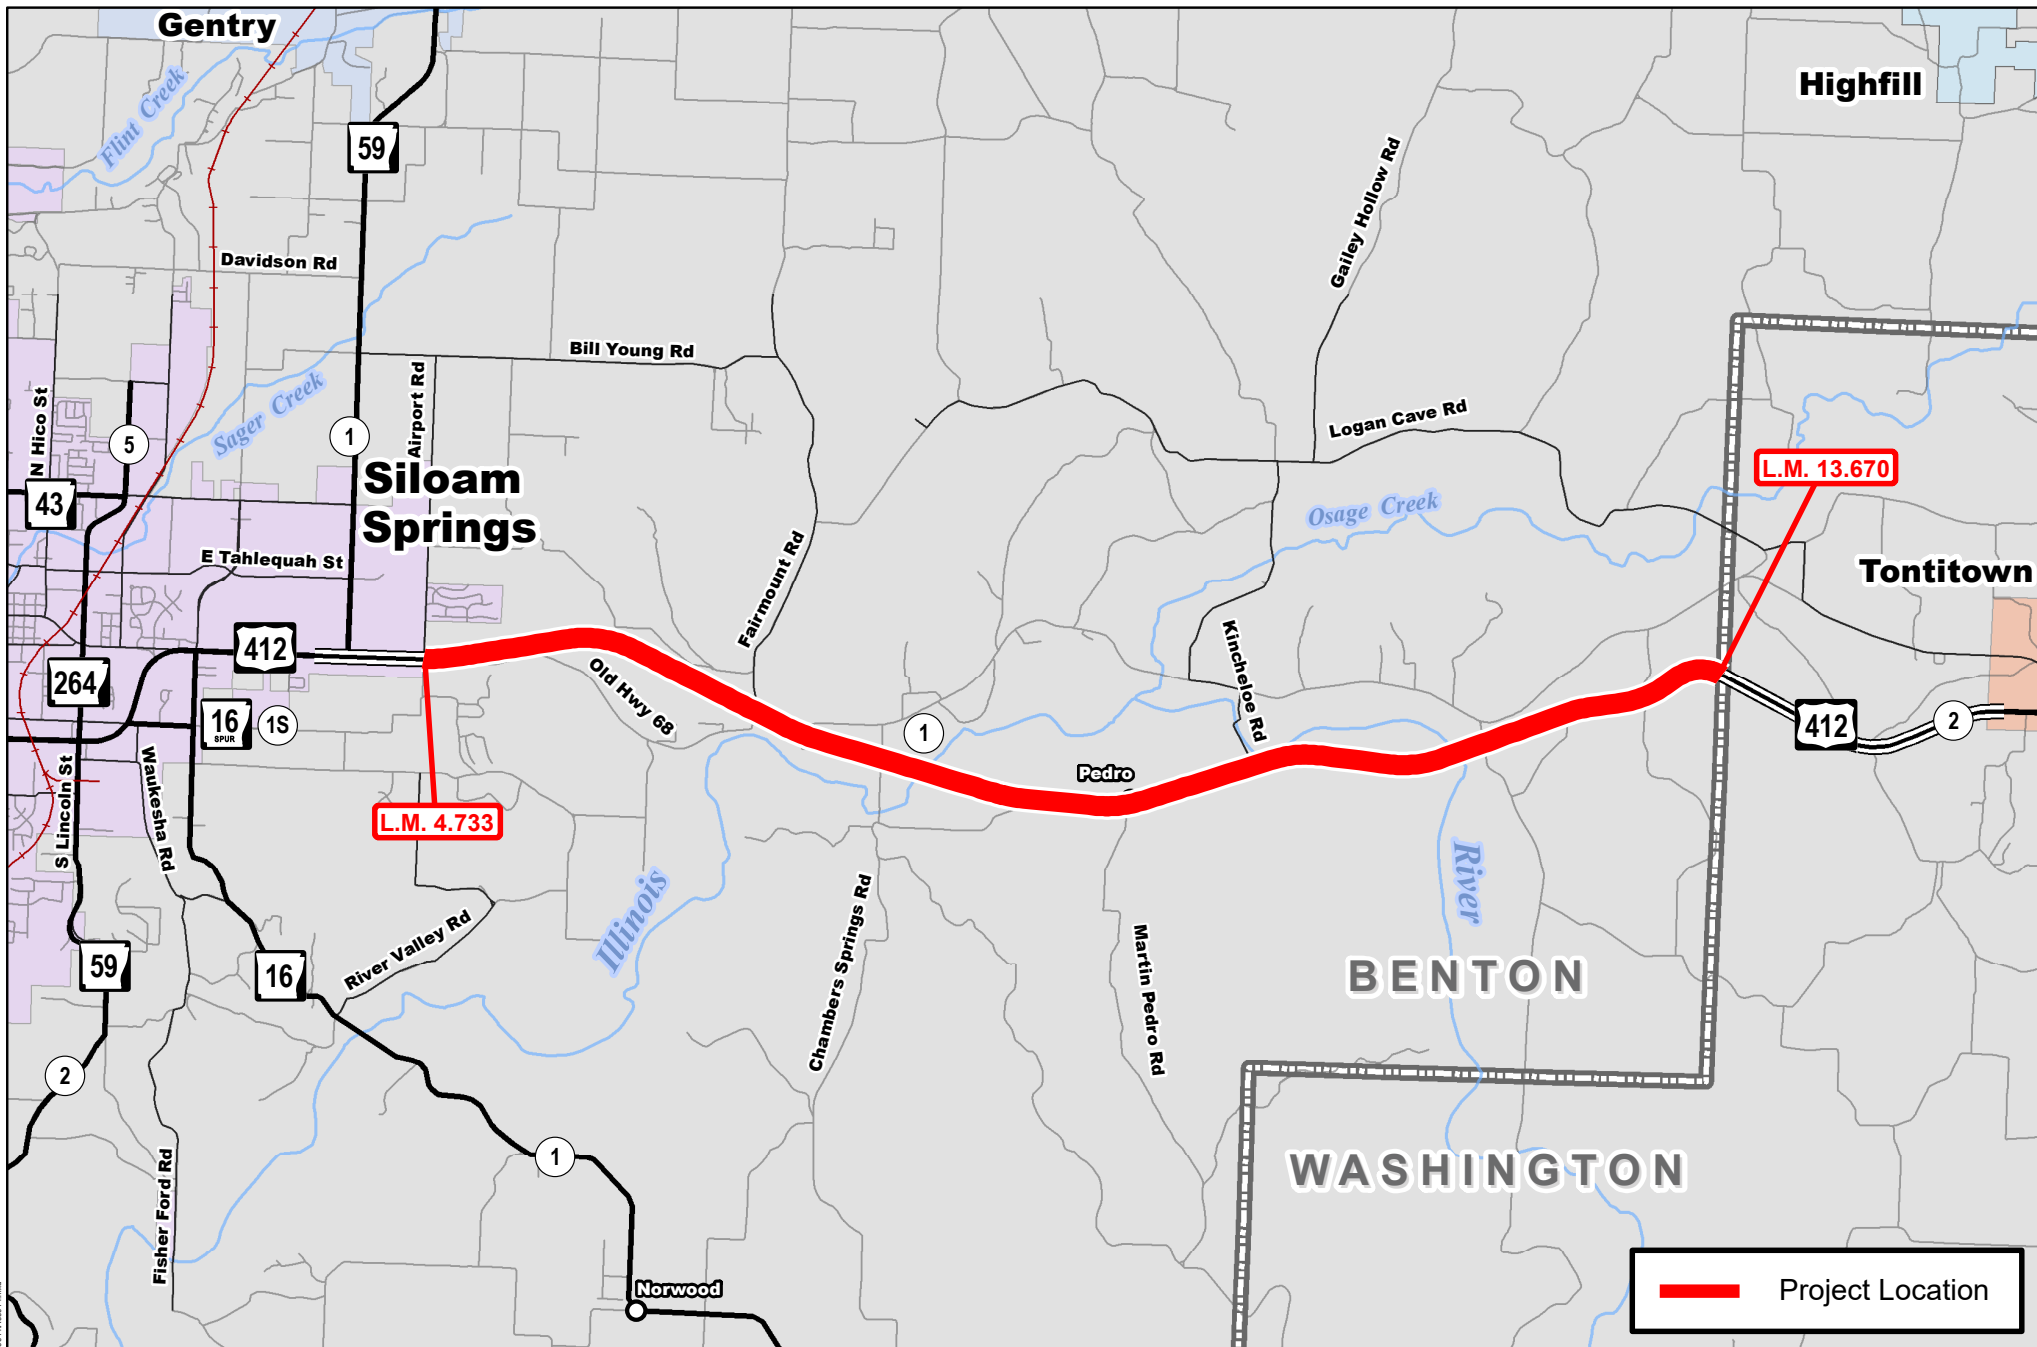 Gentry
Highfill
Flint Creek
59
Gailey Hollow Rd
Davidson Rd
Bill Young Rd
Airport Rd
N Hico St
Sager Creek
5
1
Logan Cave Rd
L.M. 13.670
Siloam
Springs
43
Osage Creek
E Tahlequah St
Tontitown
Fairmount Rd
412
Kincheloe Rd
264
Old Hwy 68
16
SPUR
1S
1
412
2
Pedro
Waukesha Rd
S Lincoln St
L.M. 4.733
Illinois
River
Chambers Springs Rd
River Valley Rd
Martin Pedro Rd
59
16
BENTON
2
1
WASHINGTON
Fisher Ford Rd
Norwood
Project Location